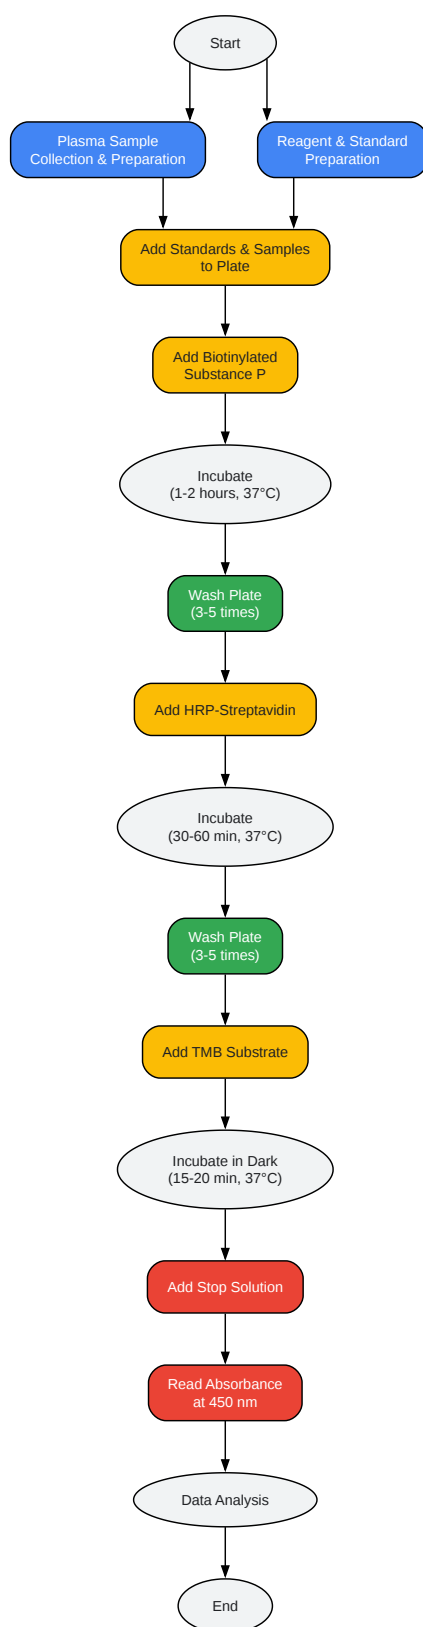 Start
Plasma Sample
Collection & Preparation
Reagent & Standard
Preparation
Add Standards & Samples
to Plate
Add Biotinylated
Substance P
Incubate
(1-2 hours, 37°C)
Wash Plate
(3-5 times)
Add HRP-Streptavidin
Incubate
(30-60 min, 37°C)
Wash Plate
(3-5 times)
Add TMB Substrate
Incubate in Dark
(15-20 min, 37°C)
Add Stop Solution
Read Absorbance
at 450 nm
Data Analysis
End